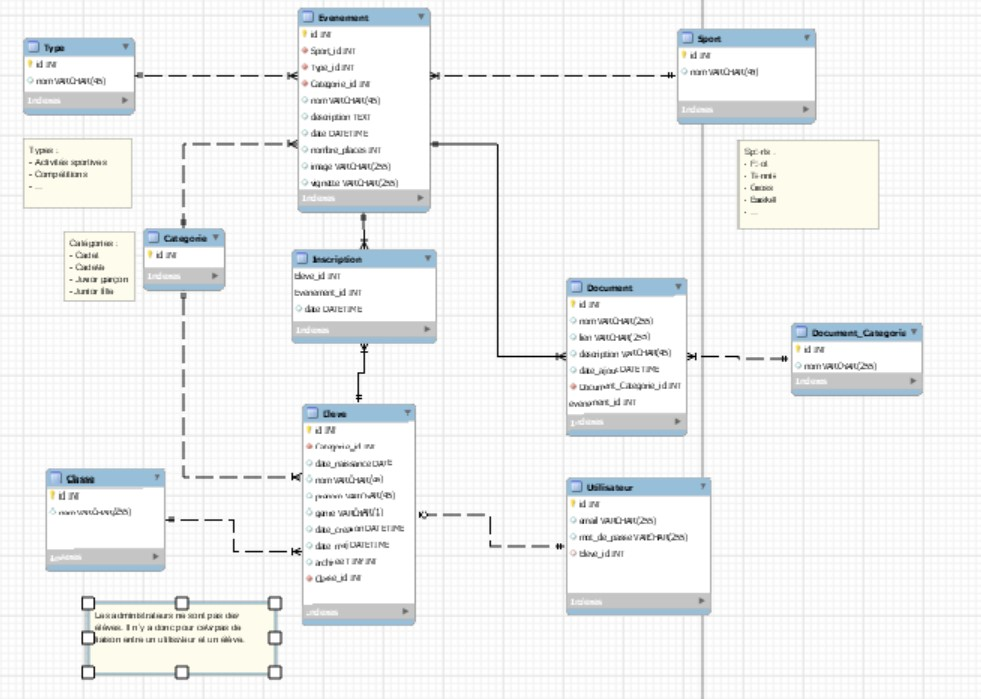 Type
id INT
nom VARCHAR(45)
Indexes
Types :
- Activités sportives
- Compétitions
- ...
Evenement
id INT
Sport_id INT
Type_id INT
Categorie_id INT
nom VARCHAR(45)
description TEXT
date DATETIME
nombre_places INT
image VARCHAR(255)
vignette VARCHAR(255)
Indexes
Sport
id INT
nom VARCHAR(45)
Indexes
Sports :
- Foot
- Tennis
- Cross
- Basket
- ...
Catégories :
- Cadet
- Cadete
- Junior garçon
- Junior fille
Categorie
id INT
Indexes
Inscription
Eleve_id INT
Evenement_id INT
date DATETIME
Indexes
Document
id INT
nom VARCHAR(255)
lien VARCHAR(255)
description VARCHAR(45)
date_ajout DATETIME
Document_Categorie_id INT
evenement_id INT
Indexes
Document_Categorie
id INT
nom VARCHAR(255)
Indexes
Eleve
id INT
Categorie_id INT
date_naissance DATE
nom VARCHAR(45)
prenom VARCHAR(45)
genre VARCHAR(1)
date_creation DATETIME
date_maj DATETIME
archivee TINYINT
Classe_id INT
Indexes
Classe
id INT
nom VARCHAR(255)
Indexes
Utilisateur
id INT
email VARCHAR(255)
mot_de_passe VARCHAR(255)
Eleve_id INT
Indexes
Les administrateurs ne sont pas des
élèves. Il n'y a donc pour celui pas de
liaison entre un utilisateur et un élève.